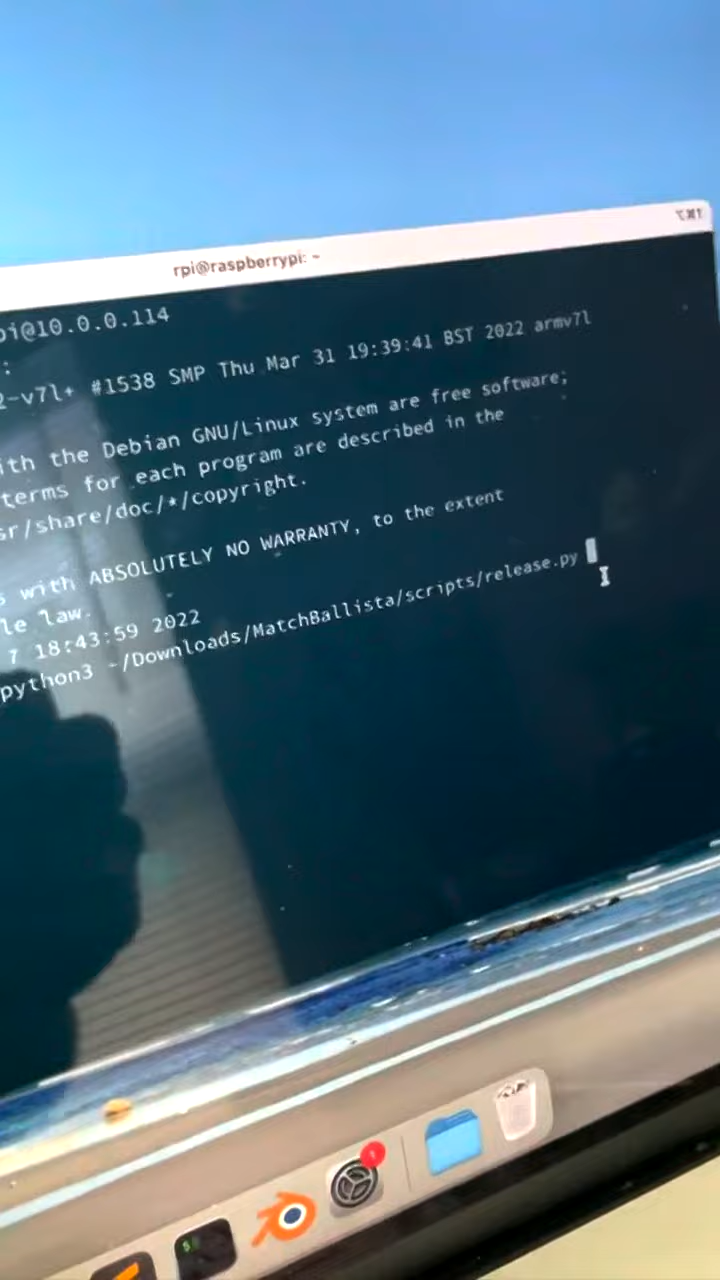 rpi@raspberrypi: ~
⌥⌘1
pi@10.0.0.114
:
2-v7l+ #1538 SMP Thu Mar 31 19:39:41 BST 2022 armv7l
ith the Debian GNU/Linux system are free software;
terms for each program are described in the
sr/share/doc/*/copyright.
s with ABSOLUTELY NO WARRANTY, to the extent
le law.
7 18:43:59 2022
python3 ~/Downloads/MatchBallista/scripts/release.py
1